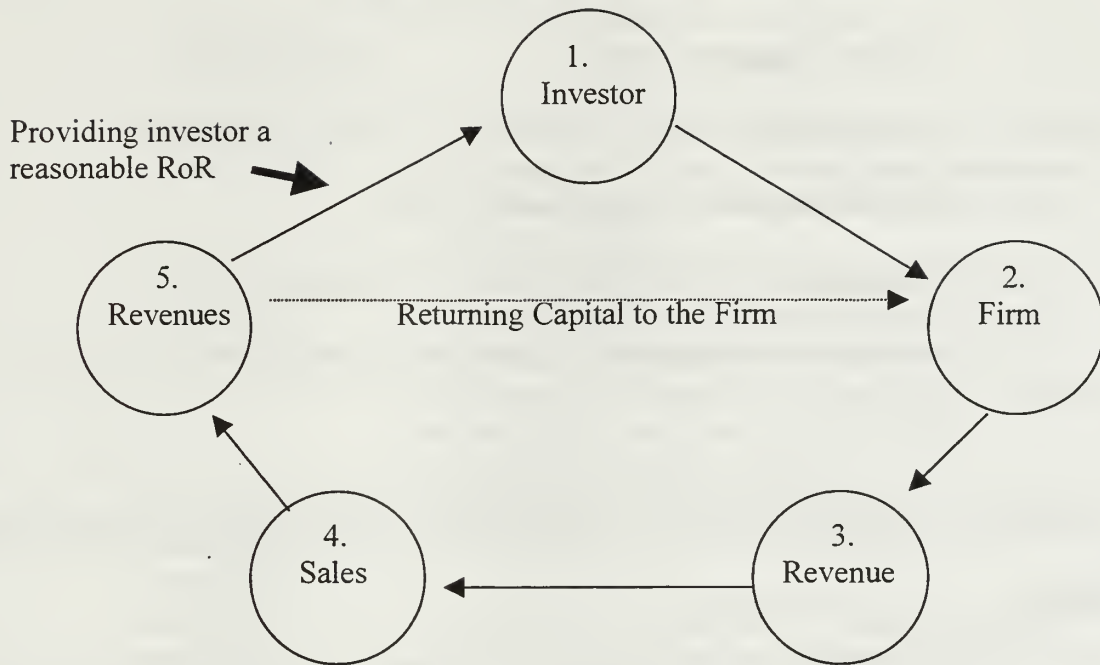 1.
Investor
Providing investor a
reasonable RoR
5.
Revenues
Returning Capital to the Firm
2.
Firm
4.
Sales
3.
Revenue